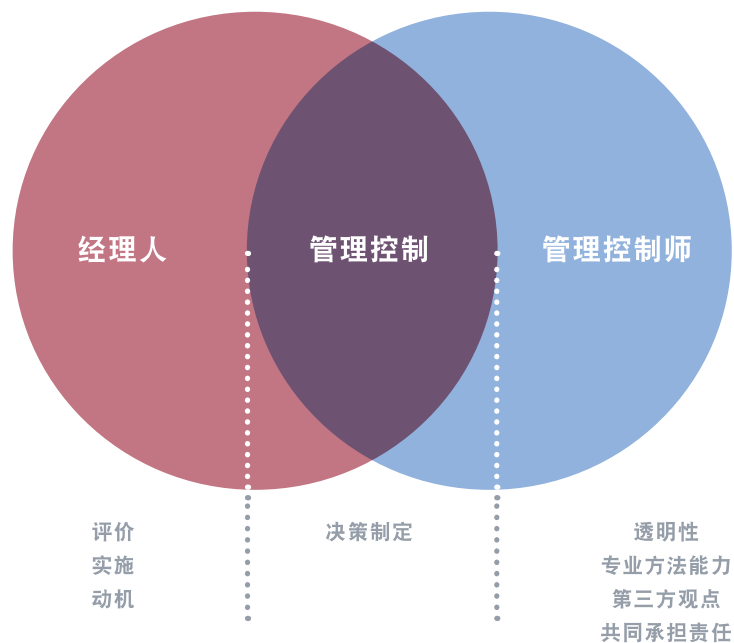 经理人
管理控制
管理控制师
评价
实施
动机
决策制定
透明性
专业方法能力
第三方观点
共同承担责任